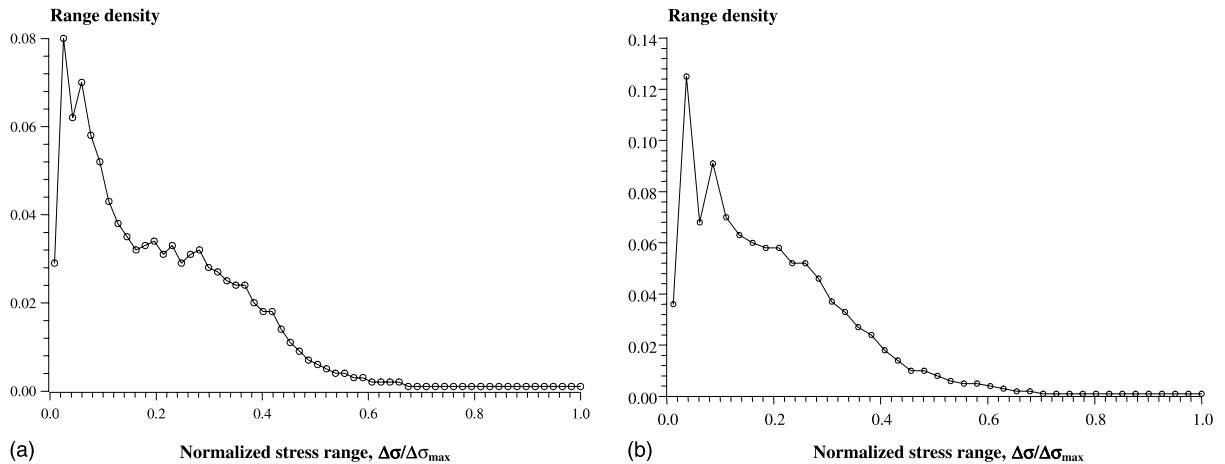 Range density
0.08
0.06
0.04
0.02
0.00
0.0 0.2 0.4 0.6 0.8 1.0
(a) Normalized stress range, Δσ/Δσmax
Range density
0.14
0.12
0.10
0.08
0.06
0.04
0.02
0.00
0.0 0.2 0.4 0.6 0.8 1.0
(b) Normalized stress range, Δσ/Δσmax